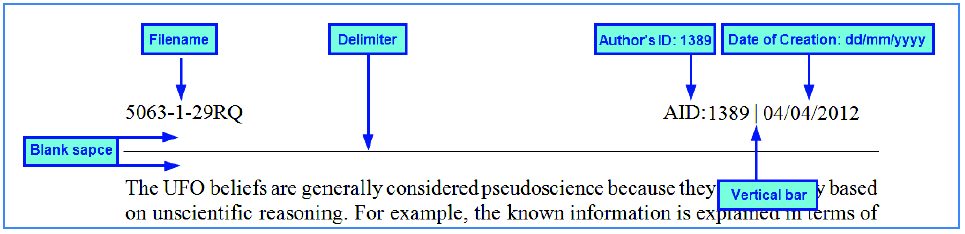 Filename Delimiter Author's ID: 1389 Date of Creation: dd/mm/yyyy
5063-1-29RQ AID:1389 | 04/04/2012
Blank sapce
The UFO beliefs are generally considered pseudoscience because they y based
Vertical bar
on unscientific reasoning. For example, the known information is explained in terms of